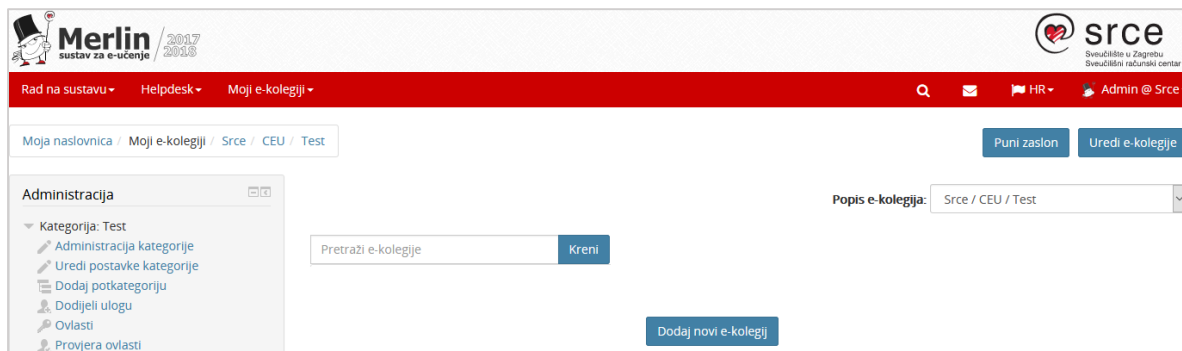 Merlin
sustav za e-učenje
2017
2018
srce
Sveučilište u Zagrebu
Sveučilišni računski centar
Rad na sustavu Helpdesk Moji e-kolegiji HR Admin @ Srce
Moja naslovnica / Moji e-kolegiji / Srce / CEU / Test Puni zaslon Uredi e-kolegije
Administracija
Popis e-kolegija: Srce / CEU / Test
Kategorija: Test
Administracija kategorije
Pretraži e-kolegije Kreni
Uredi postavke kategorije
Dodaj potkategoriju
Dodijeli ulogu
Ovlasti
Dodaj novi e-kolegij
Provjera ovlasti